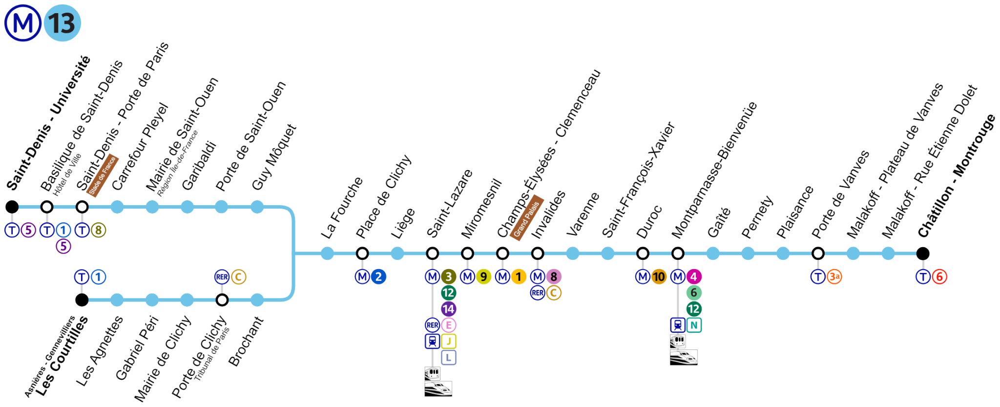 M 13
Saint-Denis - Université
Basilique de Saint-Denis
Hôtel de Ville
Saint-Denis - Porte de Paris
Stade de France
Carrefour Pleyel
Mairie de Saint-Ouen
Région Île-de-France
Garibaldi
Porte de Saint-Ouen
Guy Môquet
T 5
T 1
5
T 8
La Fourche
Place de Clichy
Liège
Saint-Lazare
Miromesnil
Champs-Élysées - Clemenceau
Grand Palais
Invalides
Varenne
Saint-François-Xavier
Duroc
Montparnasse-Bienvenüe
Gaîté
Pernety
Plaisance
Porte de Vanves
Malakoff - Plateau de Vanves
Malakoff - Rue Étienne Dolet
Châtillon - Montrouge
M 2
M 3
12
14
RER E
J
L
M 9
M 1
M 8
RER C
M 10
M 4
6
12
N
T 3a
T 6
T 1
RER C
Asnières - Gennevilliers
Les Courtilles
Les Agnettes
Gabriel Péri
Mairie de Clichy
Porte de Clichy
Tribunal de Paris
Brochant